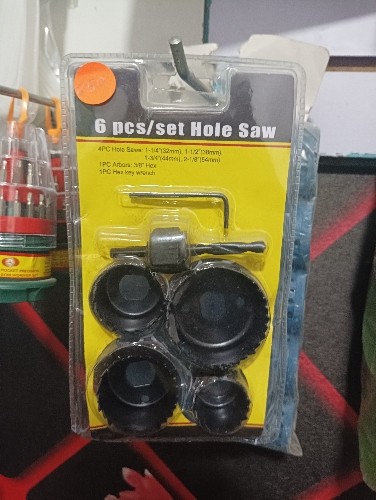 6 pcs/set Hole Saw
4PC Hole Saws: 1-1/4"(32mm), 1-1/2"(38mm)
1-3/4"(44mm), 2-1/8"(54mm)
1PC Arbors: 3/8" Hex
1PC Hex key wrench